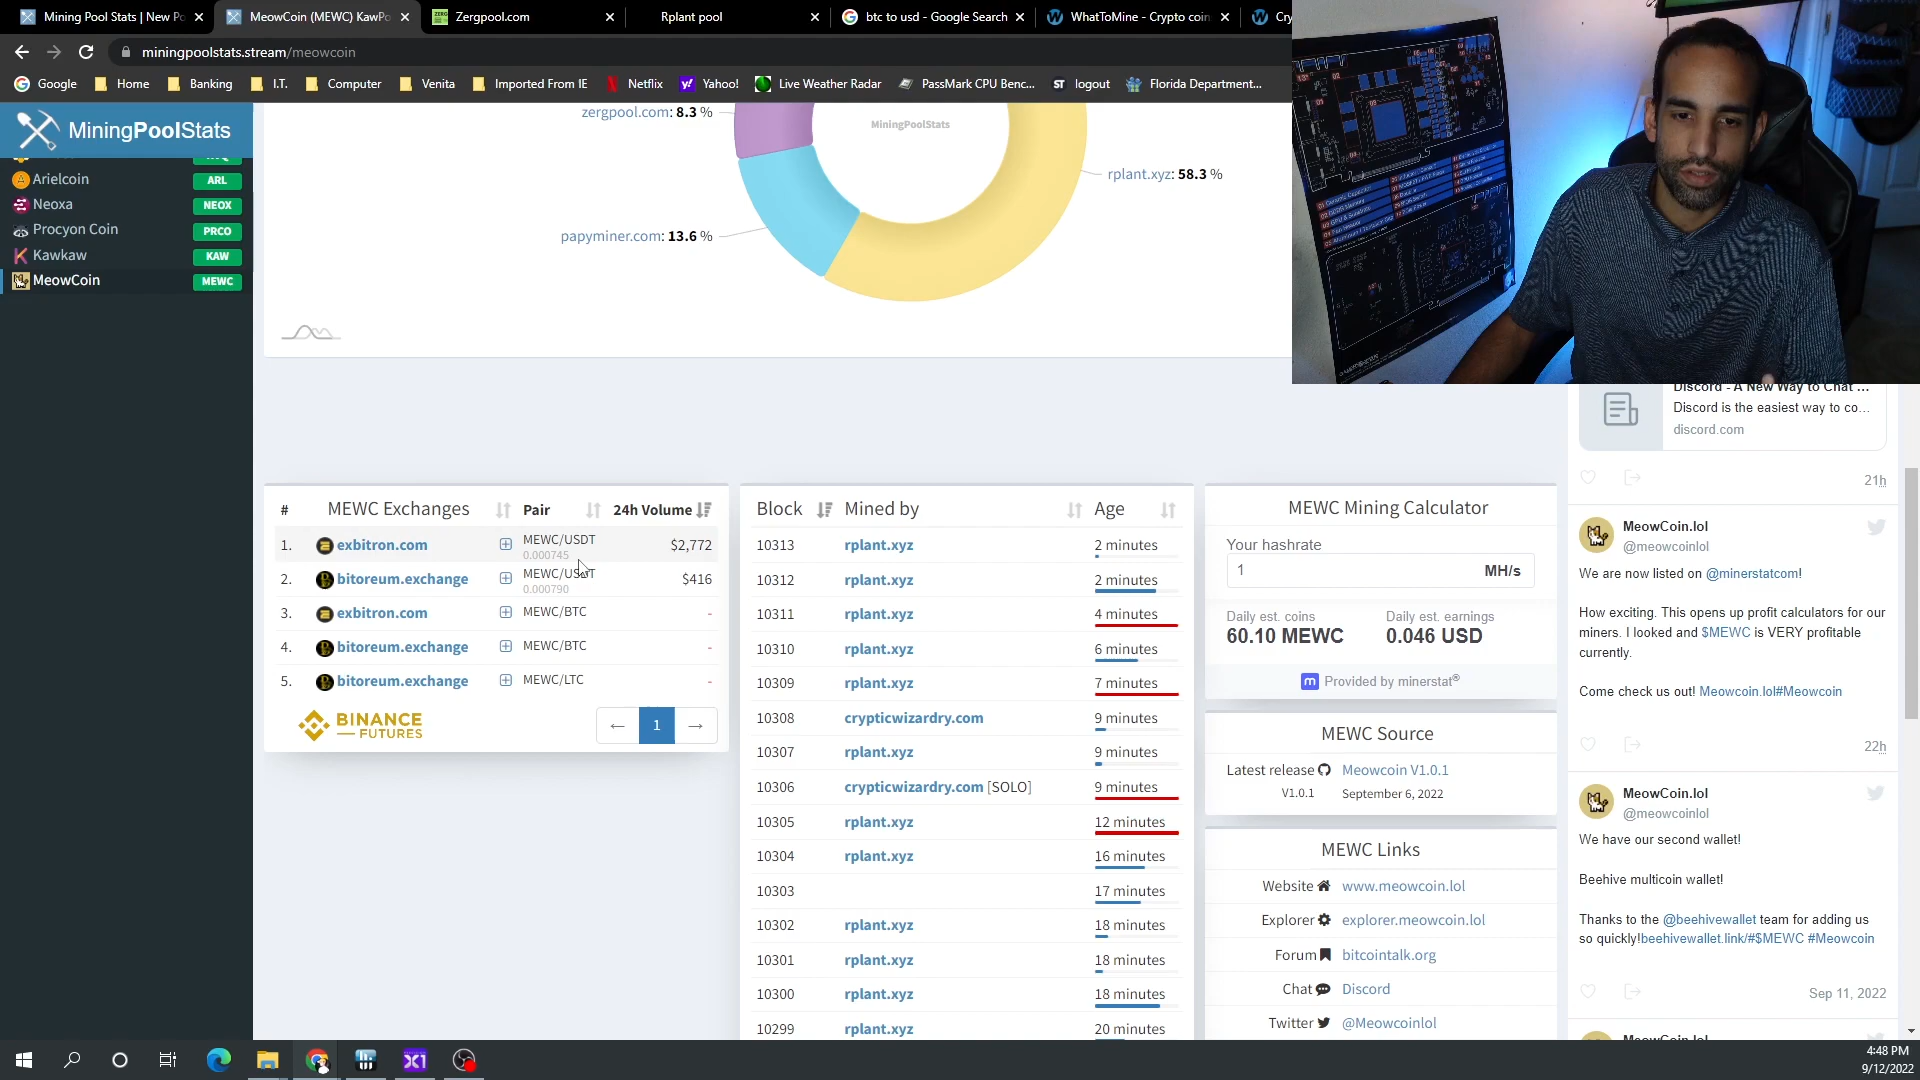 Mining Pool Stats | New Po
MeowCoin (MEWC) KawPo
Zergpool.com
Rplant pool
btc to usd - Google Search
WhatToMine - Crypto coin
Cry
miningpoolstats.stream/meowcoin
Google
Home
Banking
I.T.
Computer
Venita
Imported From IE
Netflix
Yahoo!
Live Weather Radar
PassMark CPU Benc...
logout
Florida Department...
MiningPoolStats
Arielcoin ARL
Neoxa NEOX
Procyon Coin PRCO
Kawkaw KAW
MeowCoin MEWC
zergpool.com: 8.3 %
MiningPoolStats
rplant.xyz: 58.3 %
papyminer.com: 13.6 %
# MEWC Exchanges Pair 24h Volume
1. exbitron.com MEWC/USDT $2,772
0.000745
2. bitoreum.exchange MEWC/USDT $416
0.000790
3. exbitron.com MEWC/BTC -
4. bitoreum.exchange MEWC/BTC -
5. bitoreum.exchange MEWC/LTC -
BINANCE
FUTURES
← 1 →
Block Mined by Age
10313 rplant.xyz 2 minutes
10312 rplant.xyz 2 minutes
10311 rplant.xyz 4 minutes
10310 rplant.xyz 6 minutes
10309 rplant.xyz 7 minutes
10308 crypticwizardry.com 9 minutes
10307 rplant.xyz 9 minutes
10306 crypticwizardry.com [SOLO] 9 minutes
10305 rplant.xyz 12 minutes
10304 rplant.xyz 16 minutes
10303 17 minutes
10302 rplant.xyz 18 minutes
10301 rplant.xyz 18 minutes
10300 rplant.xyz 18 minutes
10299 rplant.xyz 20 minutes
MEWC Mining Calculator
Your hashrate
1 MH/s
Daily est. coins Daily est. earnings
60.10 MEWC 0.046 USD
m Provided by minerstat®
MEWC Source
Latest release Meowcoin V1.0.1
V1.0.1 September 6, 2022
MEWC Links
Website www.meowcoin.lol
Explorer explorer.meowcoin.lol
Forum bitcointalk.org
Chat Discord
Twitter @Meowcoinlol
Discord - A New Way to Chat ...
Discord is the easiest way to co...
discord.com
21h
MeowCoin.lol
@meowcoinlol
We are now listed on @minerstatcom!
How exciting. This opens up profit calculators for our
miners. I looked and $MEWC is VERY profitable
currently.
Come check us out! Meowcoin.lol#Meowcoin
22h
MeowCoin.lol
@meowcoinlol
We have our second wallet!
Beehive multicoin wallet!
Thanks to the @beehivewallet team for adding us
so quickly!beehivewallet.link/#$MEWC #Meowcoin
Sep 11, 2022
MeowCoin.lol
X1
4:48 PM
9/12/2022